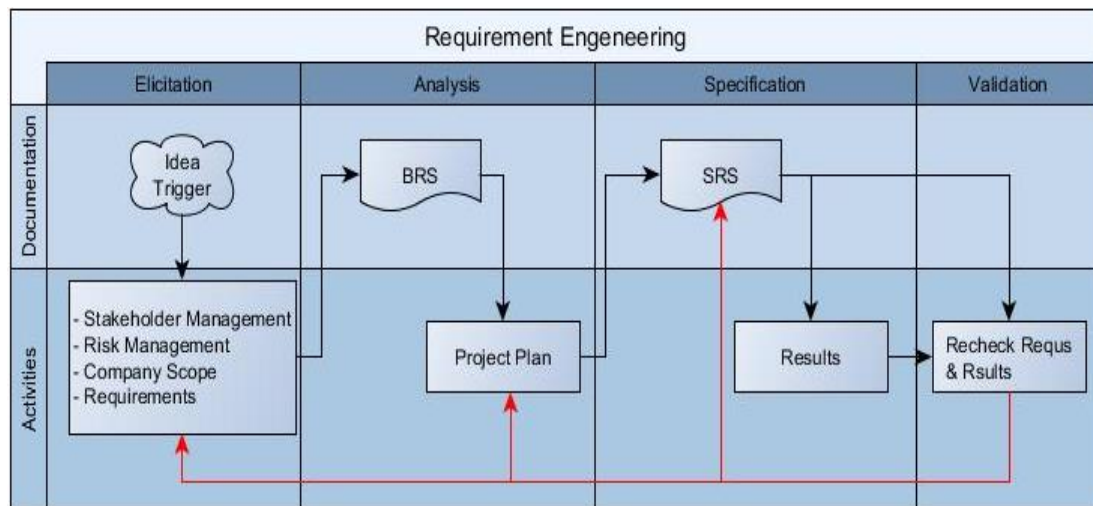 Requirement Engeneering
Elicitation
Analysis
Specification
Validation
Documentation
Idea
Trigger
BRS
SRS
Activities
- Stakeholder Management
- Risk Management
- Company Scope
- Requirements
Project Plan
Results
Recheck Requs
& Rsults